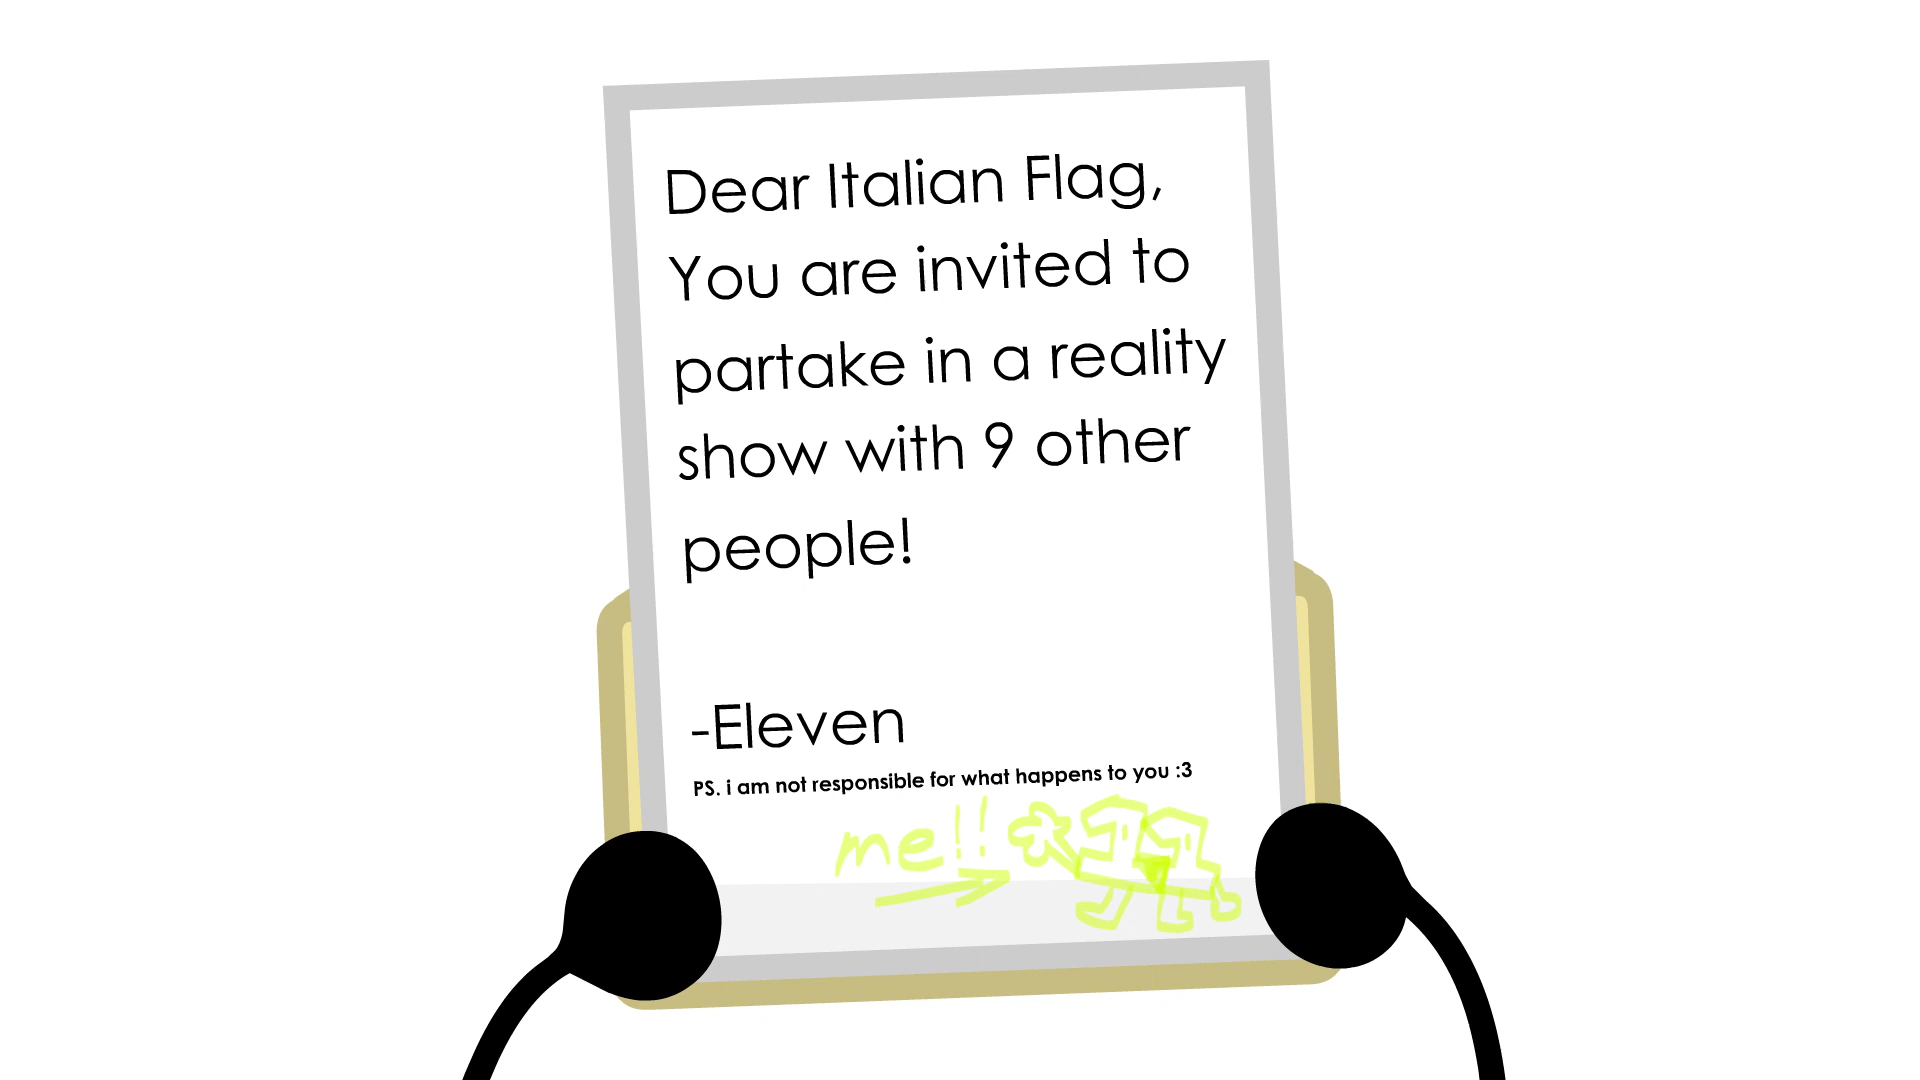 Dear Italian Flag,
You are invited to
partake in a reality
show with 9 other
people!
-Eleven
PS. i am not responsible for what happens to you :3
me!!